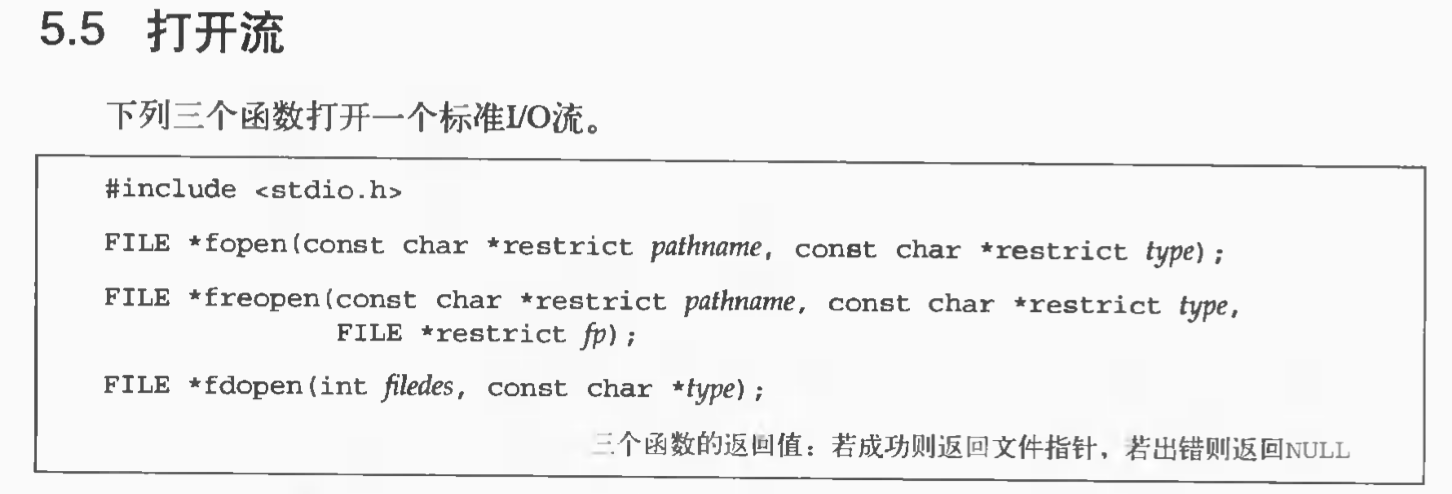 5.5 打开流
下列三个函数打开一个标准I/O流。
#include <stdio.h>
FILE *fopen(const char *restrict pathname, const char *restrict type);
FILE *freopen(const char *restrict pathname, const char *restrict type,
FILE *restrict fp);
FILE *fdopen(int filedes, const char *type);
三个函数的返回值：若成功则返回文件指针，若出错则返回NULL